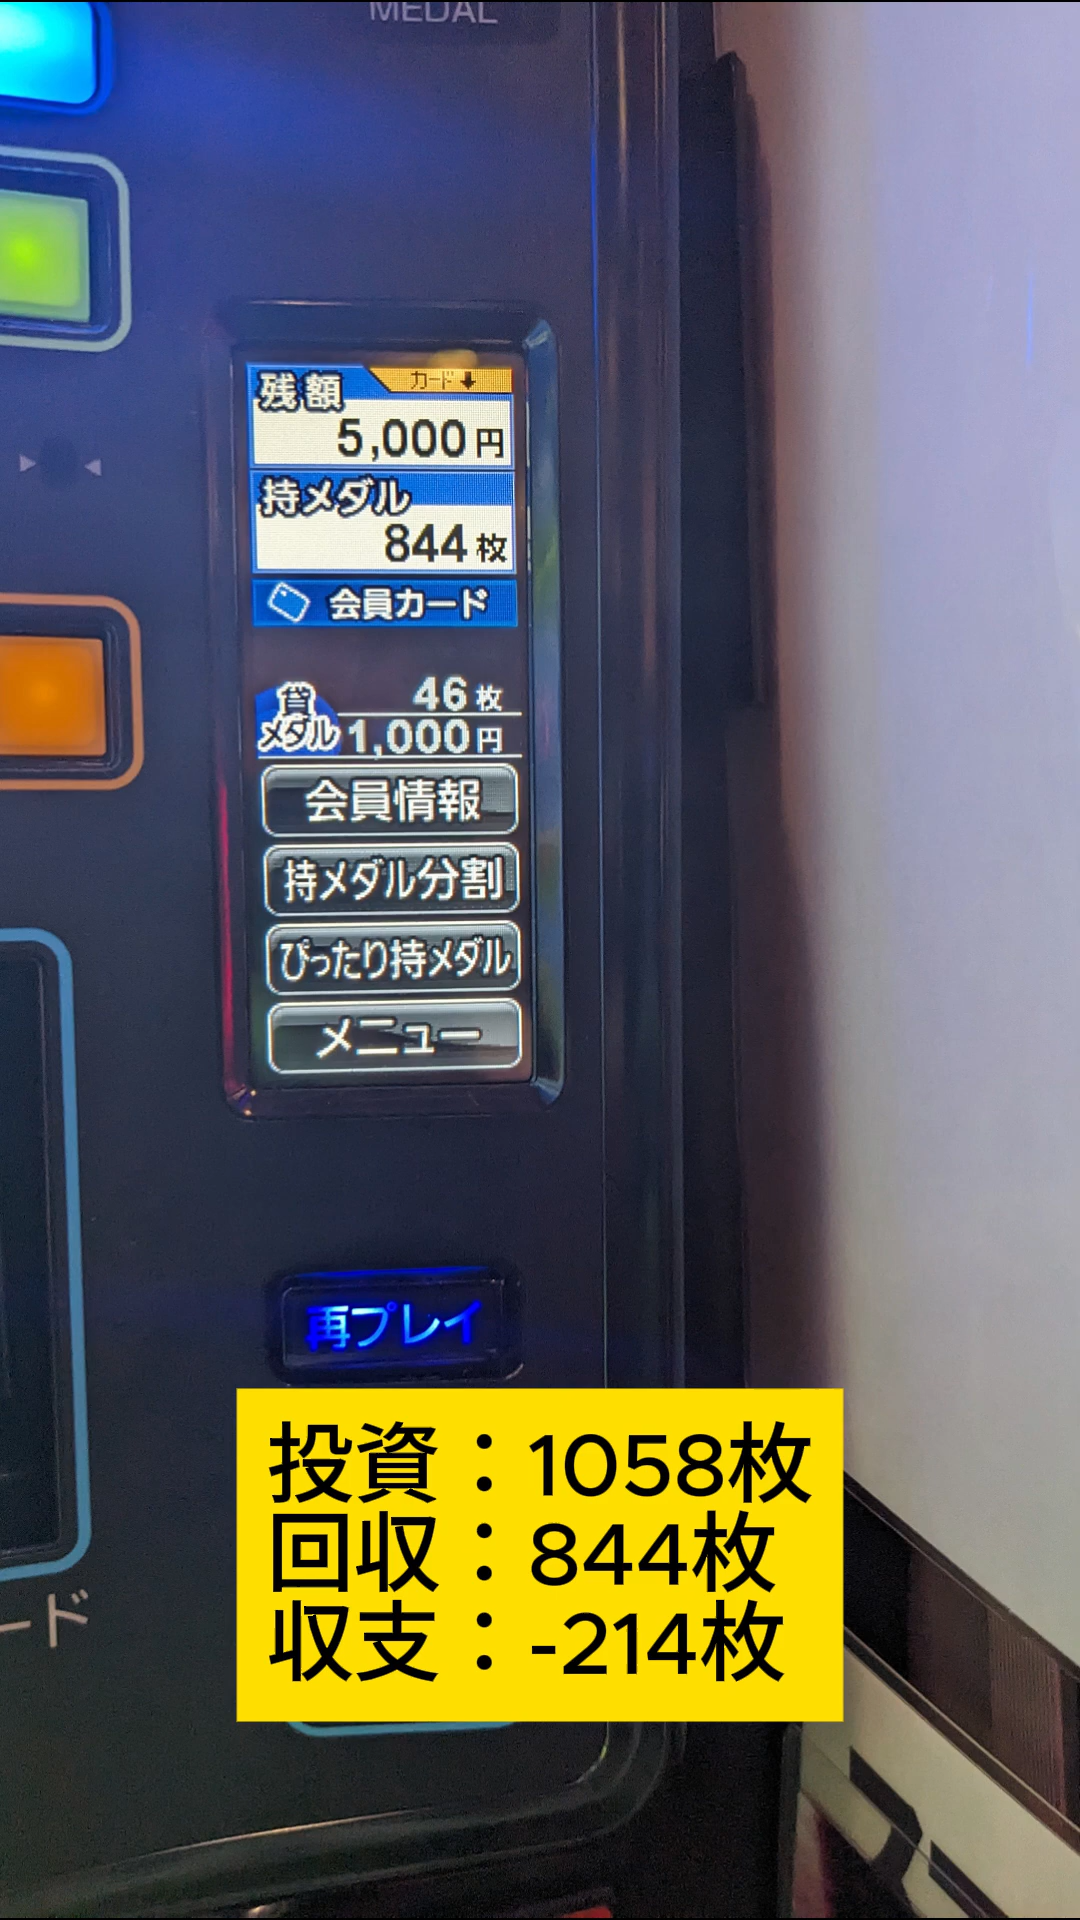 MEDAL
残額
カード⬇
5,000円
持メダル
844枚
会員カード
貸メダル
46枚
1,000円
会員情報
持メダル分割
ぴったり持メダル
メニュー
再プレイ
投資：1058枚
回収：844枚
収支：-214枚
ード